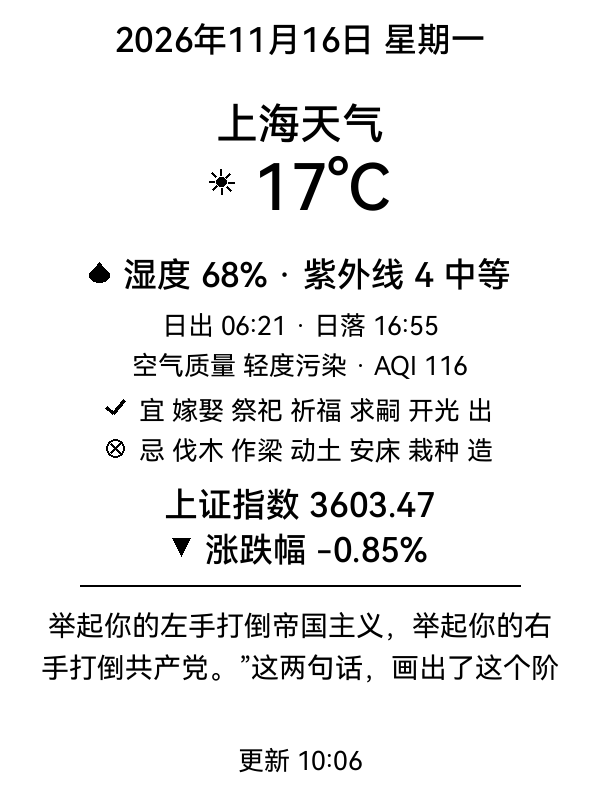 2026年11月16日 星期一
上海天气
17°C
湿度 68% · 紫外线 4 中等
日出 06:21 · 日落 16:55
空气质量 轻度污染 · AQI 116
宜 嫁娶 祭祀 祈福 求嗣 开光 出
忌 伐木 作梁 动土 安床 栽种 造
上证指数 3603.47
▼ 涨跌幅 -0.85%
举起你的左手打倒帝国主义，举起你的右
手打倒共产党。”这两句话，画出了这个阶
更新 10:06